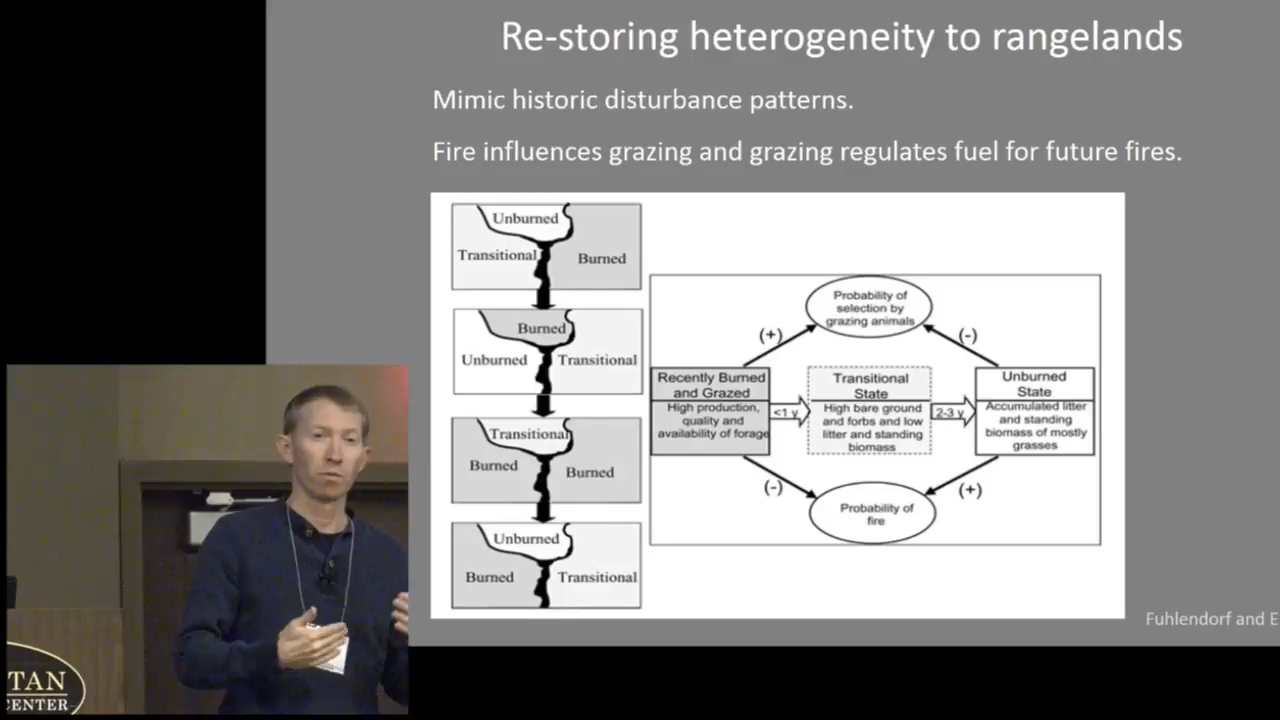 Re-storing heterogeneity to rangelands
Mimic historic disturbance patterns.
Fire influences grazing and grazing regulates fuel for future fires.
Unburned
Transitional
Burned
Burned
Unburned
Transitional
Transitional
Burned
Burned
Unburned
Burned
Transitional
Probability of
selection by
grazing animals
(+)
(-)
Recently Burned
and Grazed
High production,
quality and
availability of forage
<1 y
Transitional
State
High bare ground
and forbs and low
litter and standing
biomass
2-3 y
Unburned
State
Accumulated litter
and standing
biomass of mostly
grasses
(-)
(+)
Probability of
fire
Fuhlendorf and E
TAN
CENTER